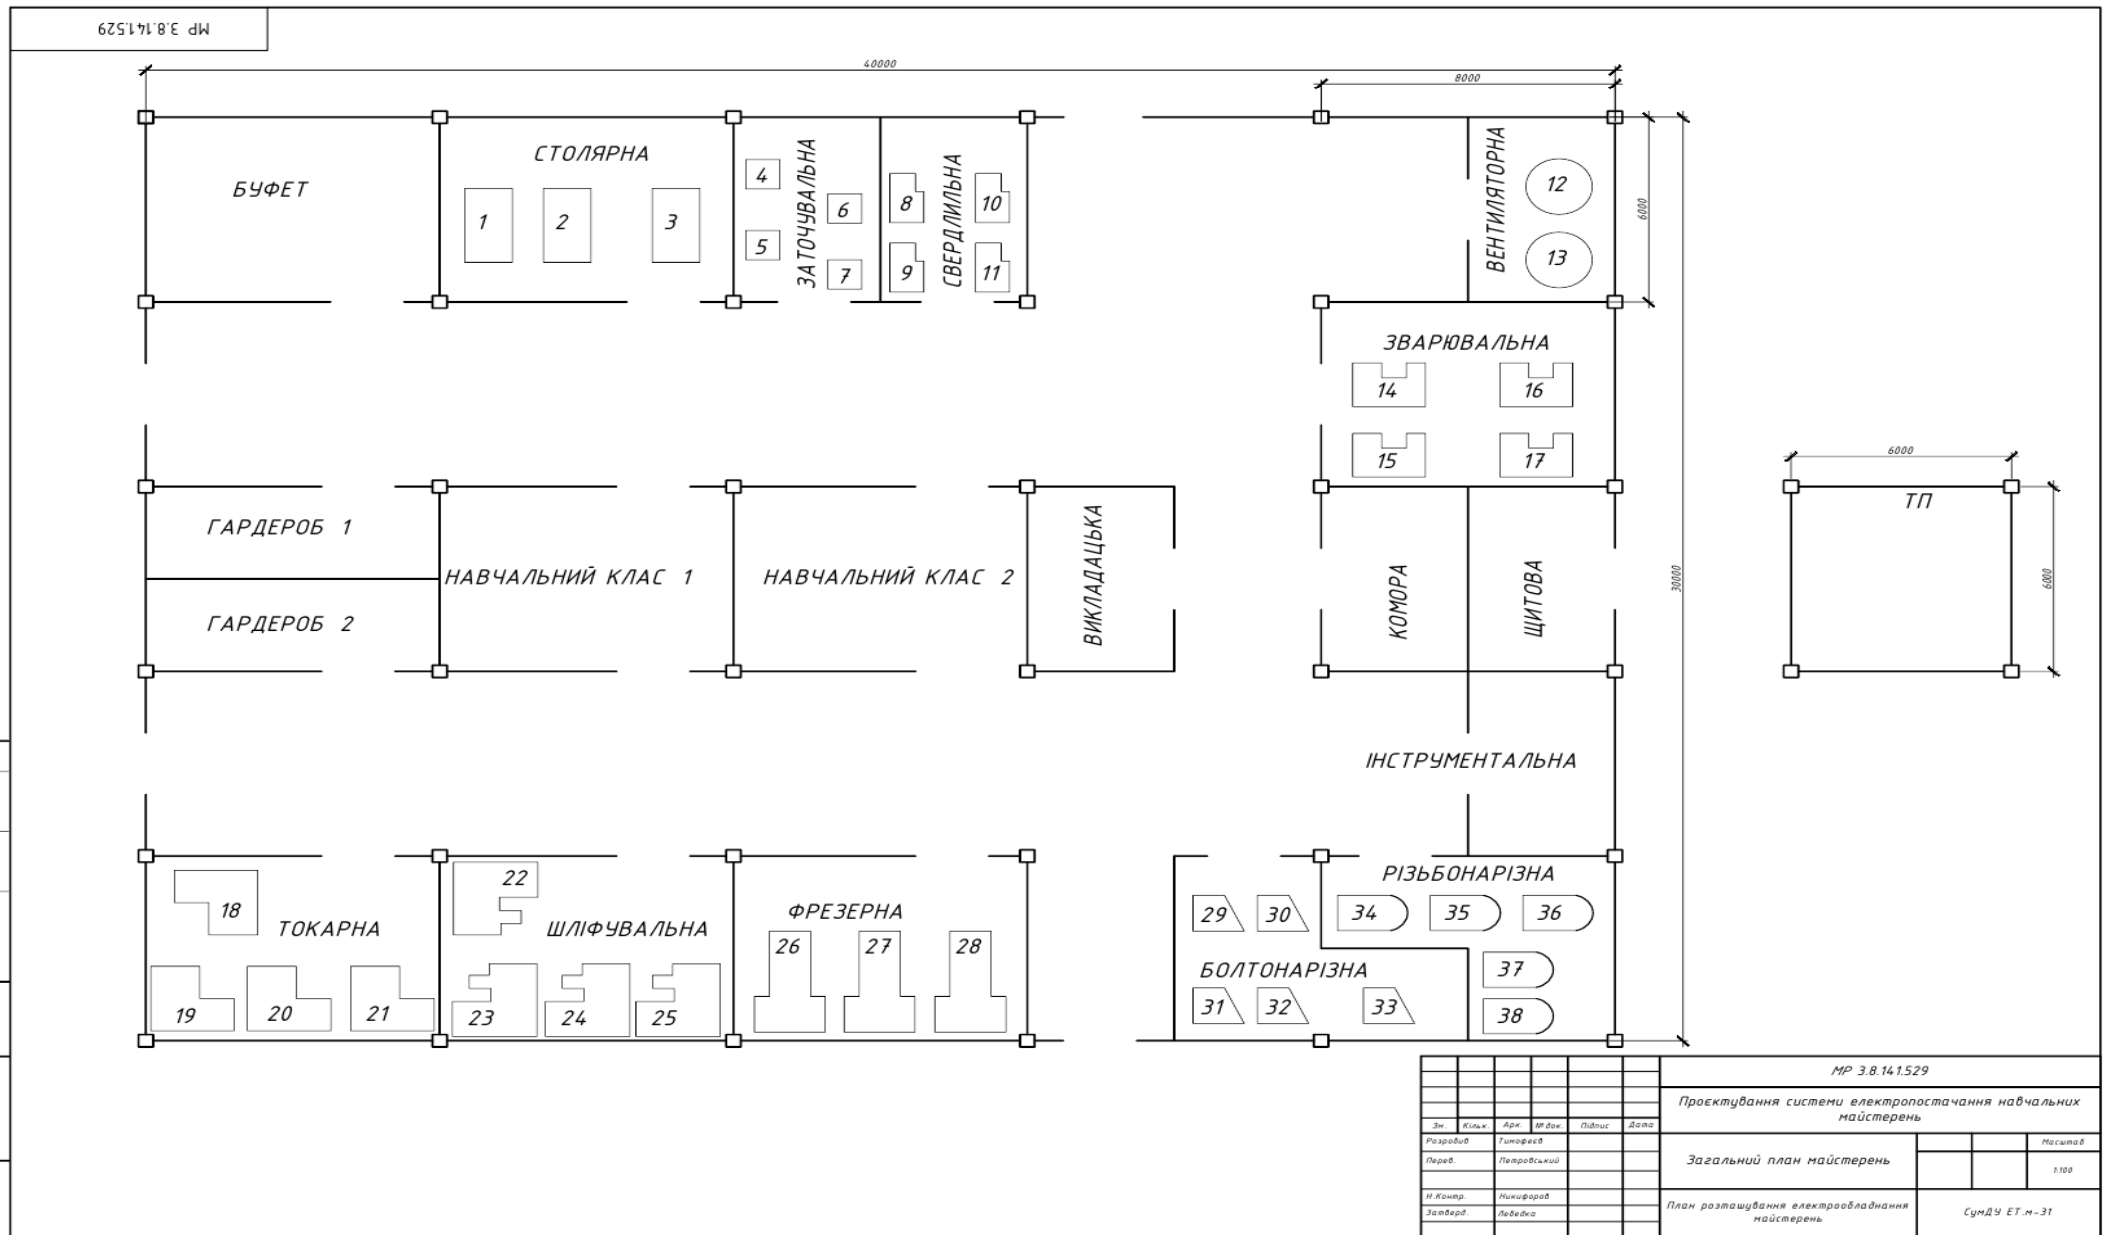 МР 3.8.141.529
40000
8000
СТОЛЯРНА
БУФЕТ
ЗАТОЧУВАЛЬНА
СВЕРДЛИЛЬНА
ВЕНТИЛЯТОРНА
1
2
3
4
5
6
7
8
9
10
11
12
13
6000
ЗВАРЮВАЛЬНА
14
16
15
17
6000
ТП
6000
30000
ГАРДЕРОБ 1
НАВЧАЛЬНИЙ КЛАС 1
НАВЧАЛЬНИЙ КЛАС 2
ВИКЛАДАЦЬКА
КОМОРА
ЩИТОВА
ГАРДЕРОБ 2
ІНСТРУМЕНТАЛЬНА
18
ТОКАРНА
19
20
21
22
ШЛІФУВАЛЬНА
23
24
25
ФРЕЗЕРНА
26
27
28
29
30
БОЛТОНАРІЗНА
31
32
33
РІЗЬБОНАРІЗНА
34
35
36
37
38
МР 3.8.141.529
Проєктування системи електропостачання навчальних
майстерень
Зм. Кільк. Арк. № док. Підпис Дата
Розробив Тимофеєв
Перев. Петровський
Н.Контр. Никифоров
Затверд. Лебедка
Загальний план майстерень
Масштаб
1:100
План розташування електрообладнання
майстерень
СумДУ ЕТ.м-31